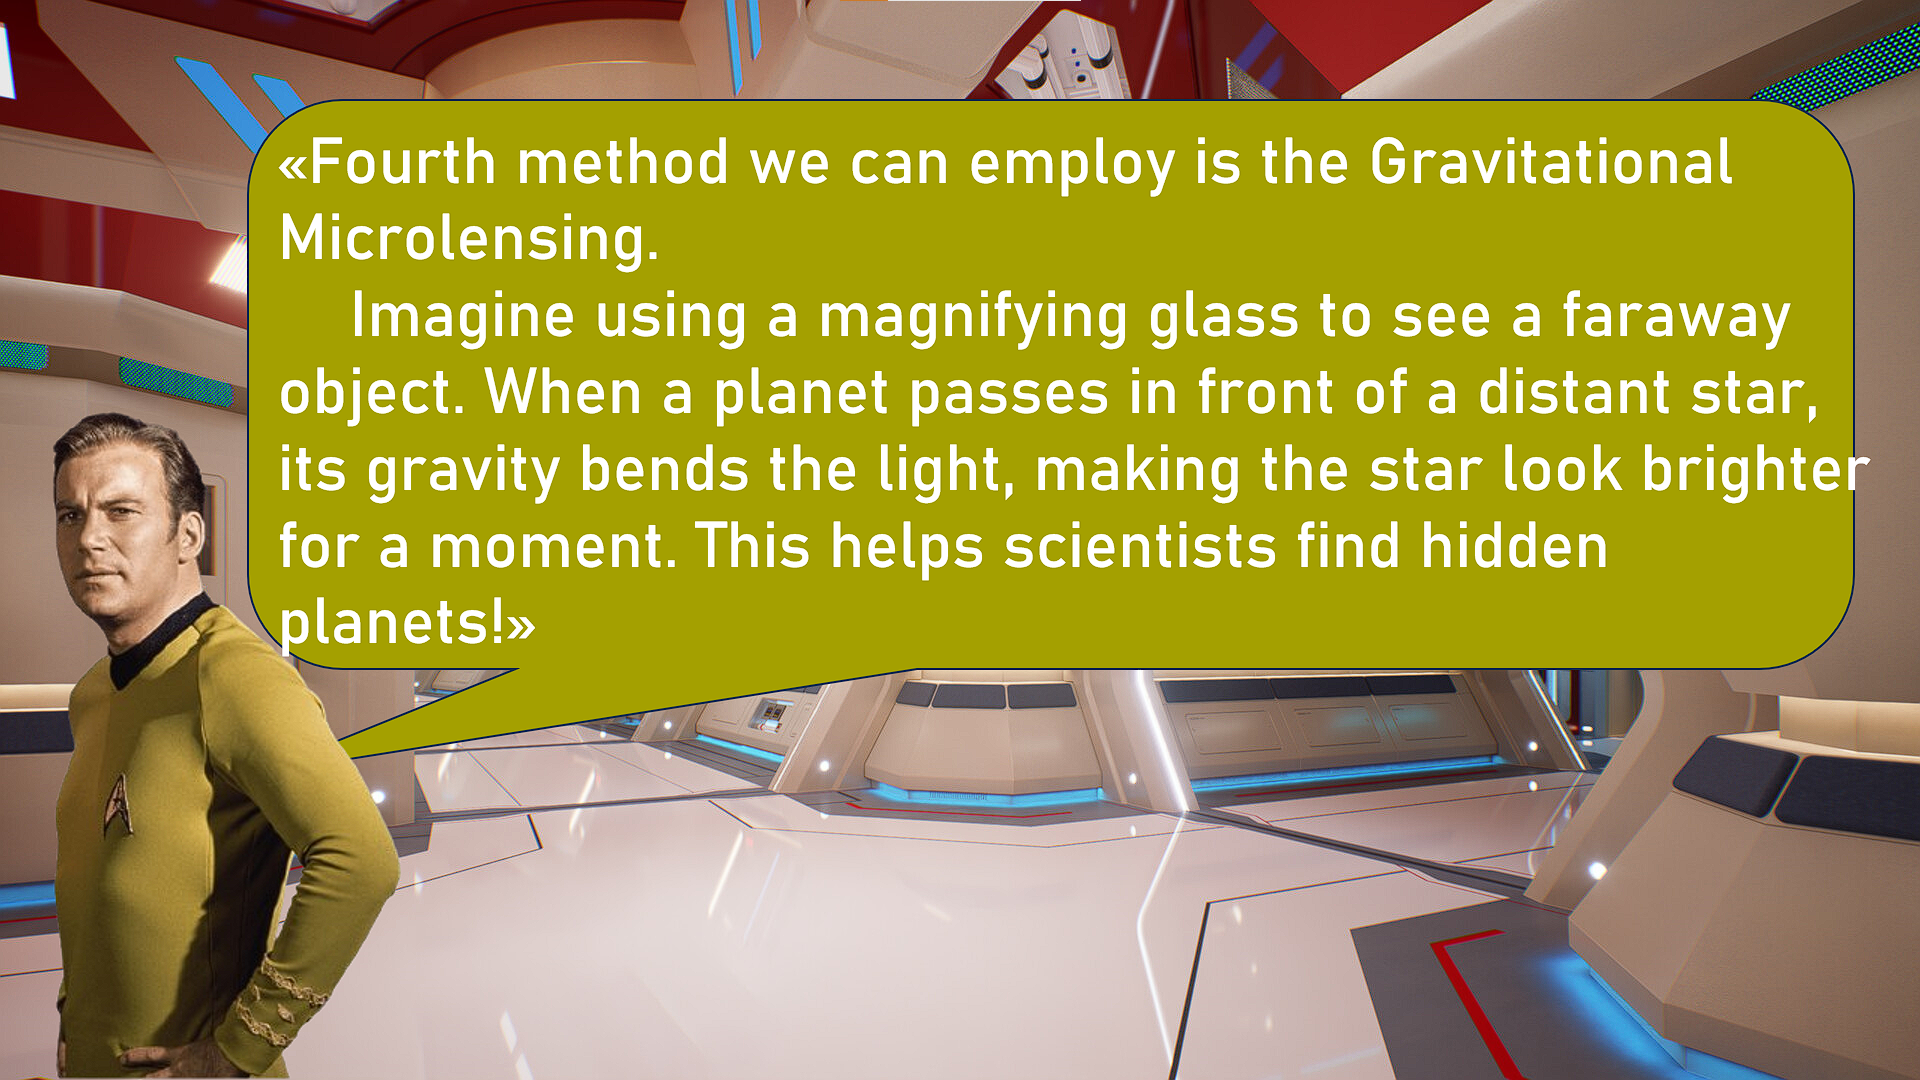 «Fourth method we can employ is the Gravitational
Microlensing.
Imagine using a magnifying glass to see a faraway
object. When a planet passes in front of a distant star,
its gravity bends the light, making the star look brighter
for a moment. This helps scientists find hidden
planets!»